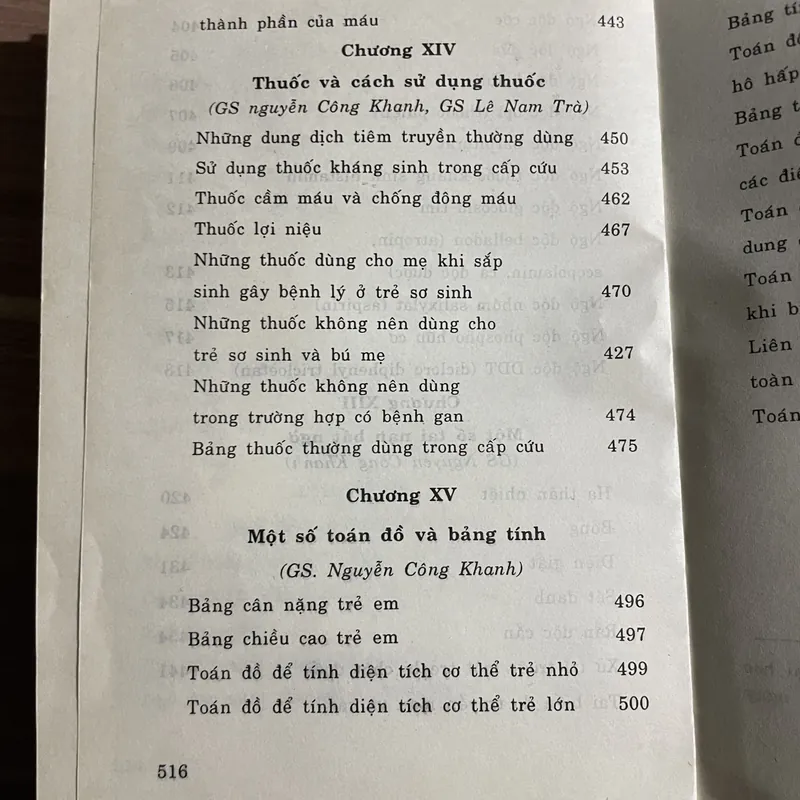 thành phần của máu 443
Chương XIV
Thuốc và cách sử dụng thuốc
(GS nguyễn Công Khanh, GS Lê Nam Trà)
Những dung dịch tiêm truyền thường dùng 450
Sử dụng thuốc kháng sinh trong cấp cứu 453
Thuốc cầm máu và chống đông máu 462
Thuốc lợi niệu 467
Những thuốc dùng cho mẹ khi sắp
sinh gây bệnh lý ở trẻ sơ sinh 470
Những thuốc không nên dùng cho
trẻ sơ sinh và bú mẹ 427
Những thuốc không nên dùng
trong trường hợp có bệnh gan 474
Bảng thuốc thường dùng trong cấp cứu 475
Chương XV
Một số toán đồ và bảng tính
(GS. Nguyễn Công Khanh)
Bảng cân nặng trẻ em 496
Bảng chiều cao trẻ em 497
Toán đồ để tính diện tích cơ thể trẻ nhỏ 499
Toán đồ để tính diện tích cơ thể trẻ lớn 500
516
Bảng
Toán
hô hấp
Bảng
Toán
các
Toán
dung
Toán
khi
Liên
toàn
Toán